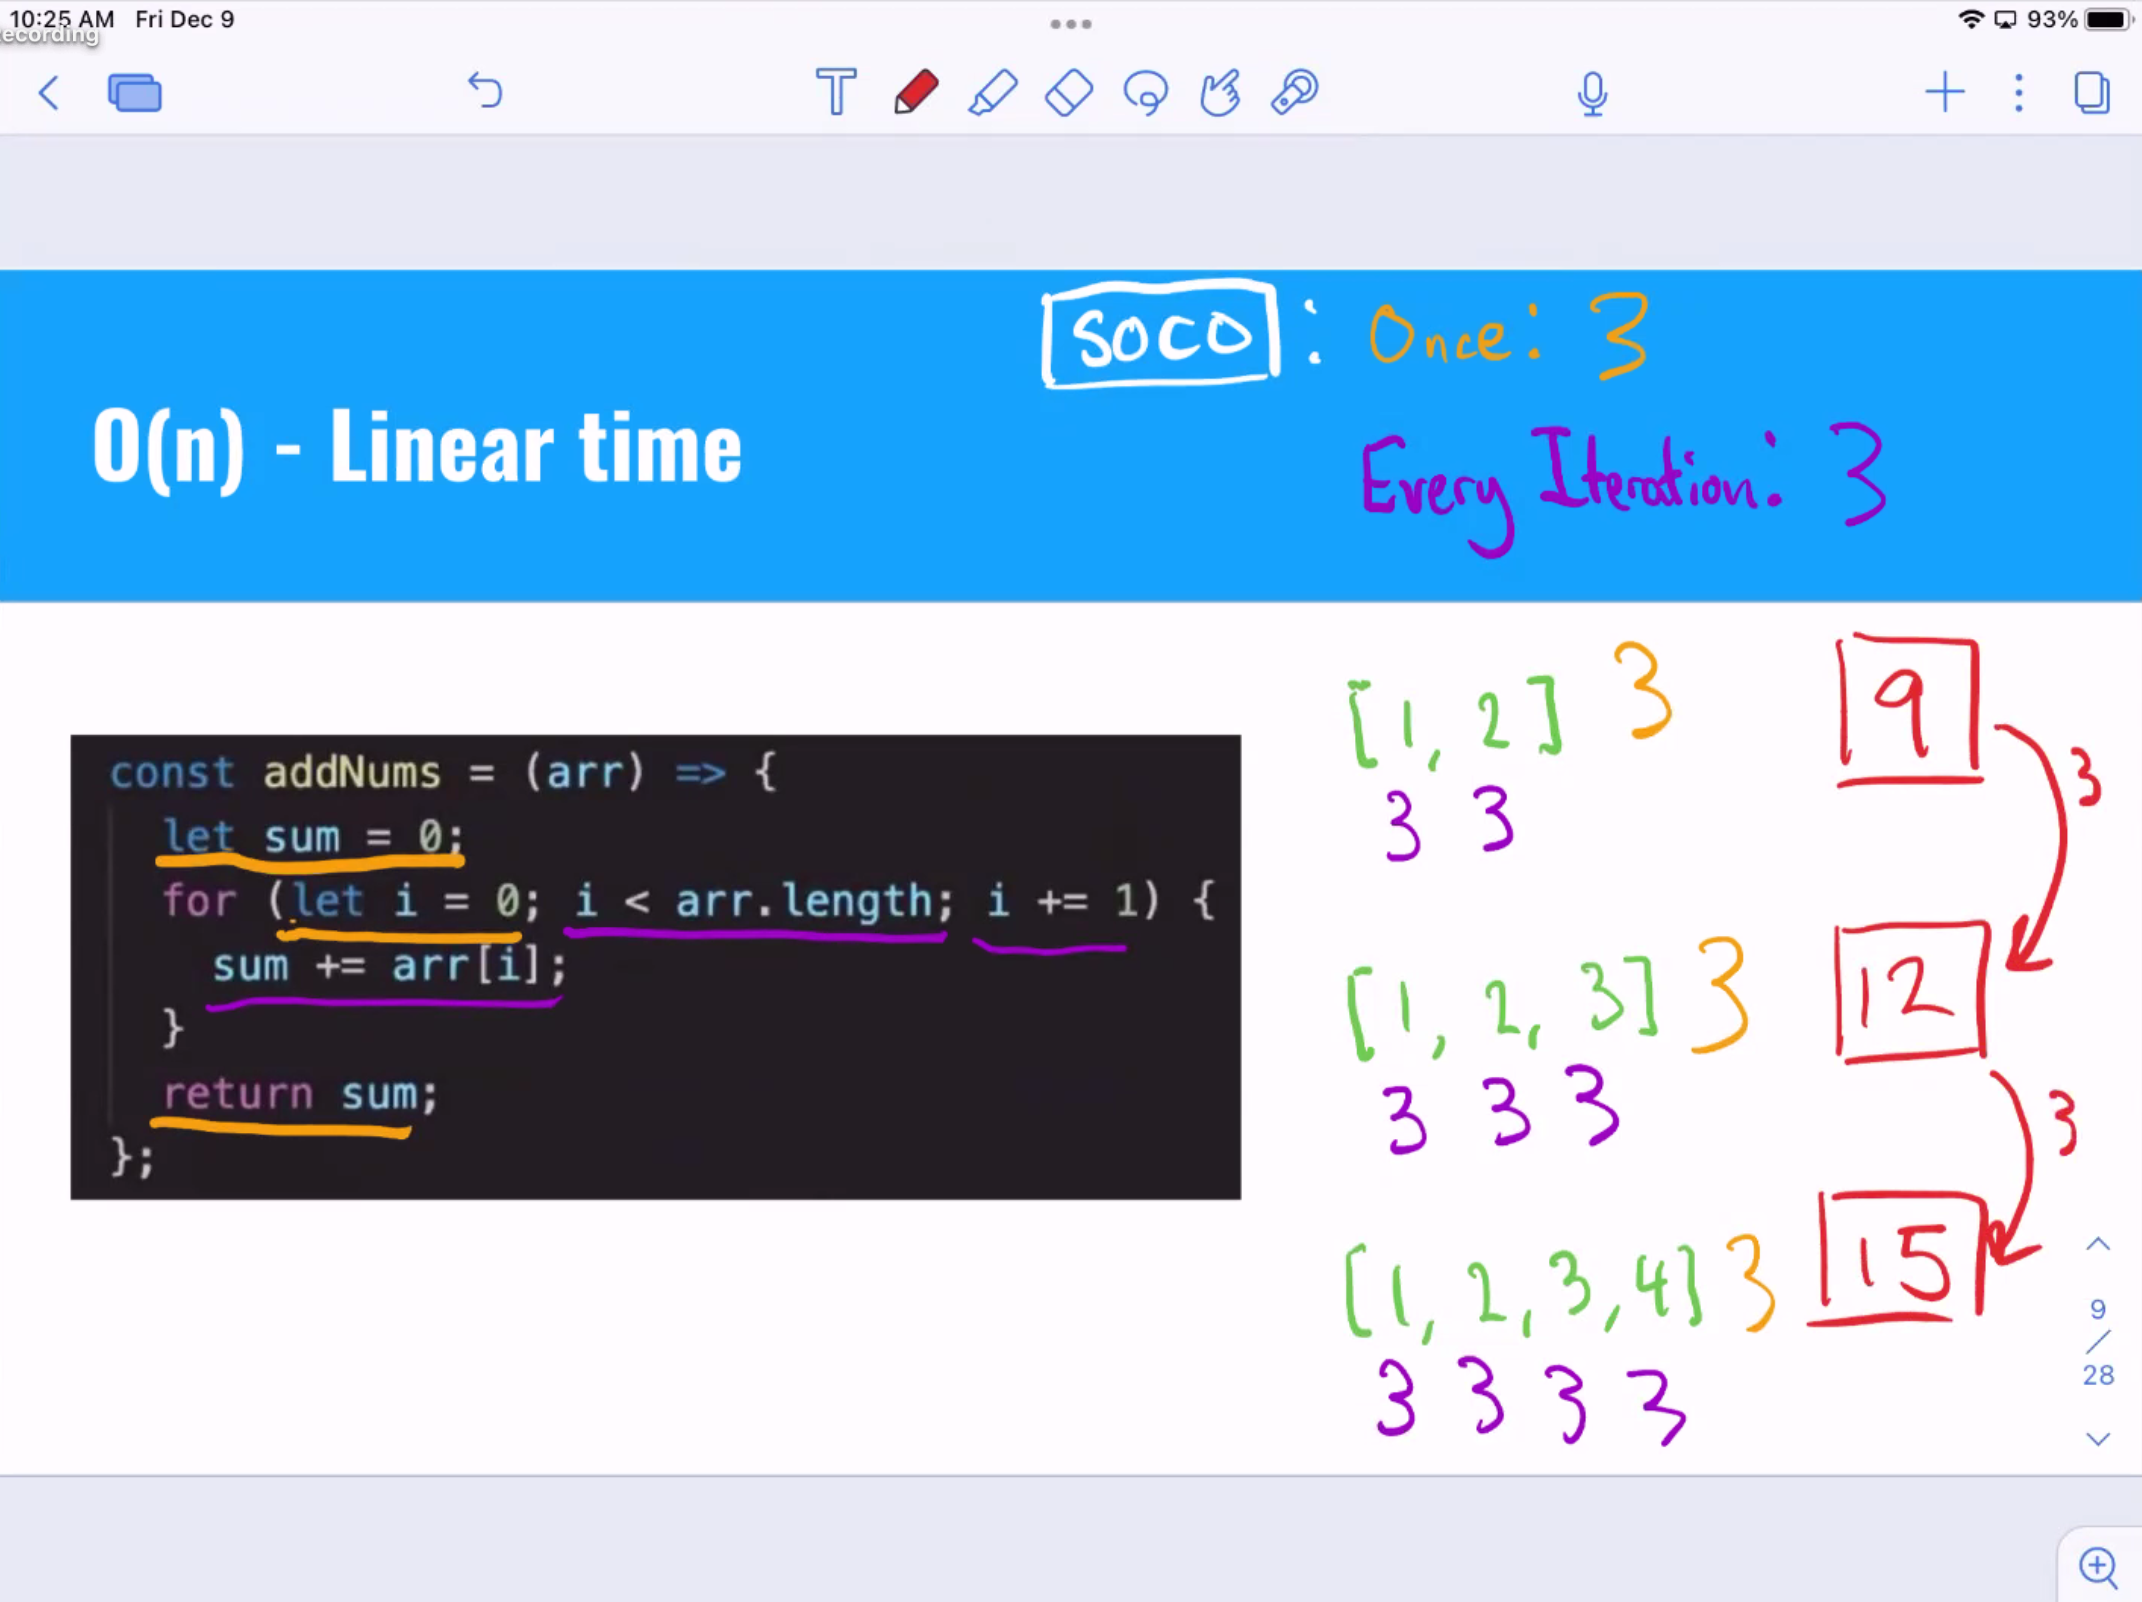 10:25 AM Fri Dec 9 93%
ecording
SOCO : Once: 3
O(n) - Linear time
Every Iteration: 3
const addNums = (arr) => {
let sum = 0;
for (let i = 0; i < arr.length; i += 1) {
sum += arr[i];
}
return sum;
};
[1, 2] 3 9
3 3
3
[1, 2, 3] 3 12
3 3 3
3
[1, 2, 3, 4] 3 15
3 3 3 3
9
/
28